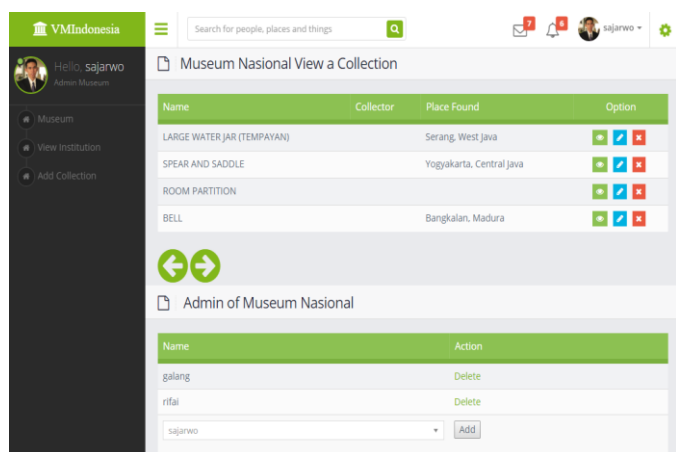 VMIndonesia
Search for people, places and things
7
6
sajarwo
Hello, sajarwo
Admin Museum
Museum
View Institution
Add Collection
Museum Nasional View a Collection
Name Collector Place Found Option
LARGE WATER JAR (TEMPAYAN) Serang, West Java
SPEAR AND SADDLE Yogyakarta, Central Java
ROOM PARTITION
BELL Bangkalan, Madura
Admin of Museum Nasional
Name Action
galang Delete
rifai Delete
sajarwo Add